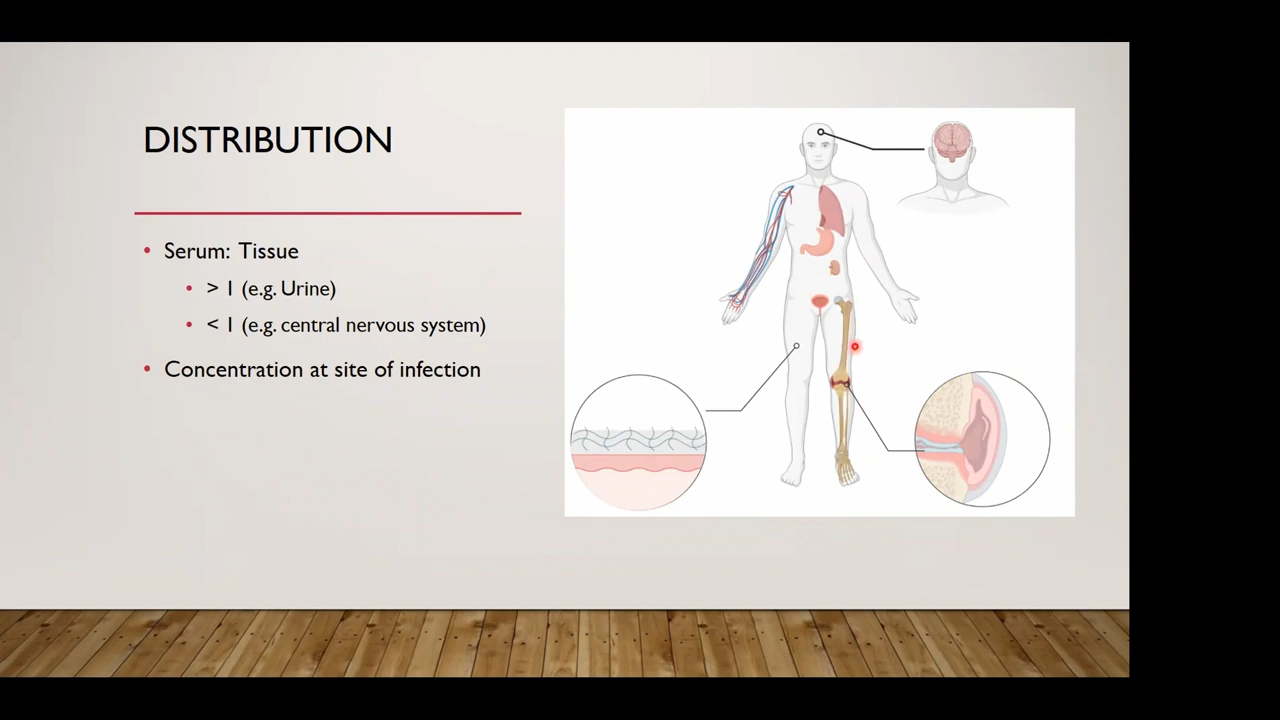 DISTRIBUTION
• Serum: Tissue
• > 1 (e.g. Urine)
• < 1 (e.g. central nervous system)
• Concentration at site of infection